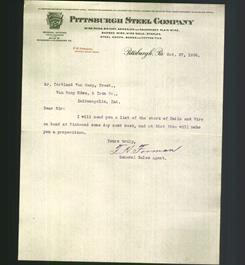 PITTSBURGH STEEL COMPANY
Pittsburgh, Pa. Oct. 27, 190
Mr. Cortland Van Camp, Prest.,
Van Camp Hdwe. & Iron Co.,
Indianapolis, Ind.
Dear Sir:
I will send you a list of the stock of Nails and Wire
on hand at Richmond some day next week, and at that time will make
you a proposition.
Yours truly,
General Sales Agent.